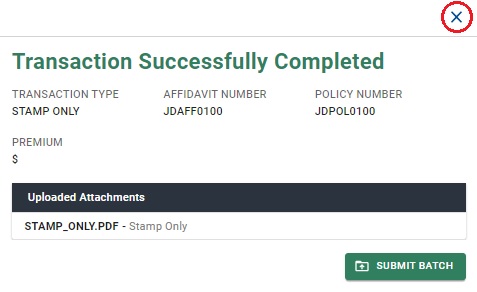 Transaction Successfully Completed
TRANSACTION TYPE AFFIDAVIT NUMBER POLICY NUMBER
STAMP ONLY JDAFF0100 JDPOL0100
PREMIUM
$
Uploaded Attachments
STAMP_ONLY.PDF - Stamp Only
SUBMIT BATCH